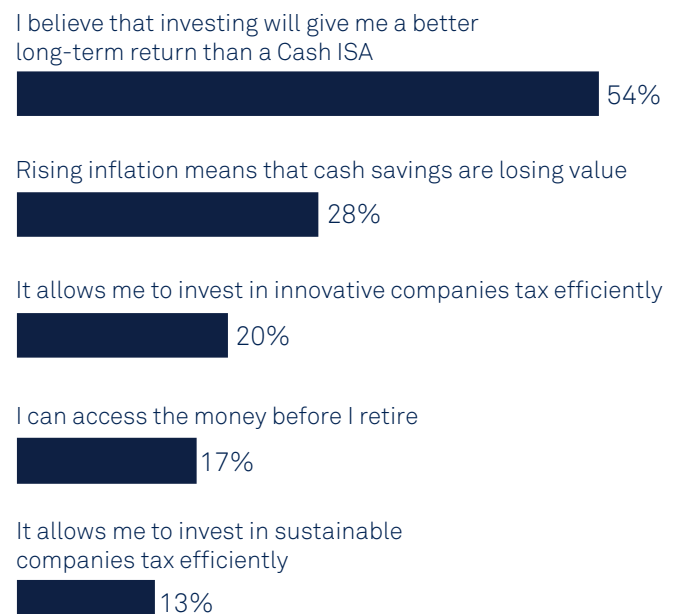 I believe that investing will give me a better
long-term return than a Cash ISA
54%
Rising inflation means that cash savings are losing value
28%
It allows me to invest in innovative companies tax efficiently
20%
I can access the money before I retire
17%
It allows me to invest in sustainable
companies tax efficiently
13%